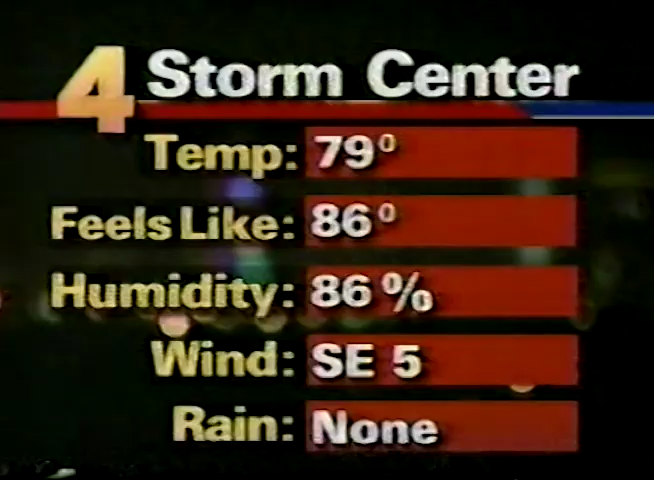 4 Storm Center
Temp: 79°
Feels Like: 86°
Humidity: 86%
Wind: SE 5
Rain: None